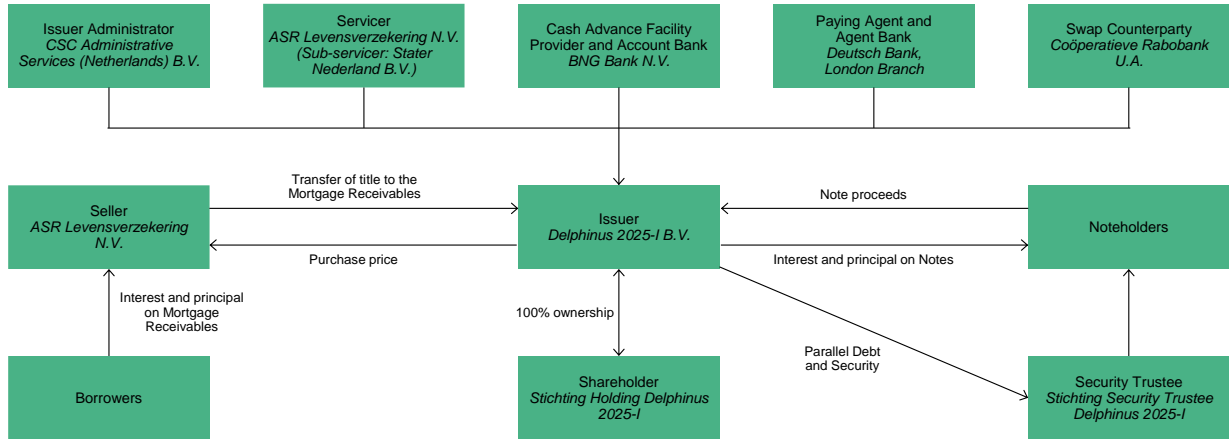 Issuer Administrator
CSC Administrative
Services (Netherlands) B.V.
Servicer
ASR Levensverzekering N.V.
(Sub-servicer: Stater
Nederland B.V.)
Cash Advance Facility
Provider and Account Bank
BNG Bank N.V.
Paying Agent and
Agent Bank
Deutsch Bank,
London Branch
Swap Counterparty
Coöperatieve Rabobank
U.A.
Seller
ASR Levensverzekering
N.V.
Transfer of title to the
Mortgage Receivables
Purchase price
Issuer
Delphinus 2025-I B.V.
Note proceeds
Interest and principal on Notes
Noteholders
Interest and principal
on Mortgage
Receivables
100% ownership
Parallel Debt
and Security
Borrowers
Shareholder
Stichting Holding Delphinus
2025-I
Security Trustee
Stichting Security Trustee
Delphinus 2025-I